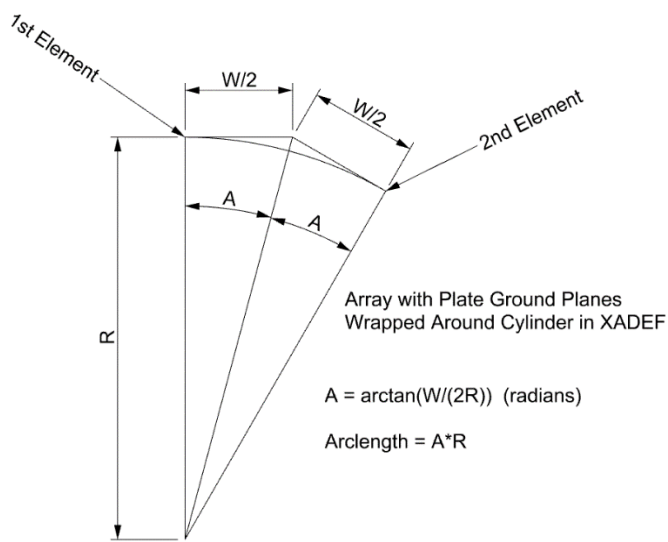 1st Element
W/2
W/2
2nd Element
A
A
R
Array with Plate Ground Planes
Wrapped Around Cylinder in XADEF
A = arctan(W/(2R)) (radians)
Arclength = A*R